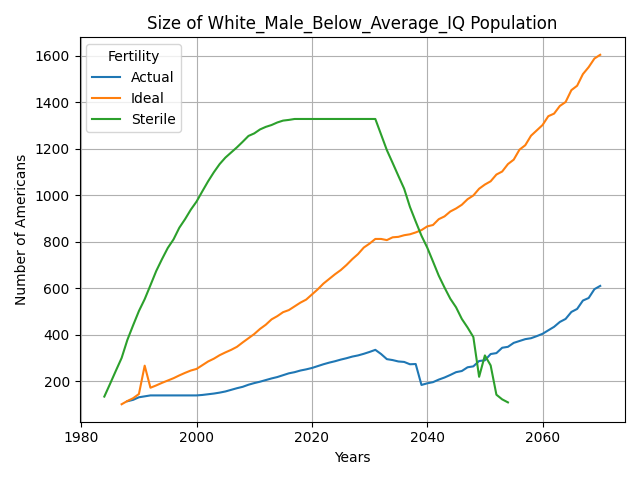 Size of White_Male_Below_Average_IQ Population
Fertility
Actual
Ideal
Sterile
Number of Americans
1600
1400
1200
1000
800
600
400
200
1980
2000
2020
2040
2060
Years